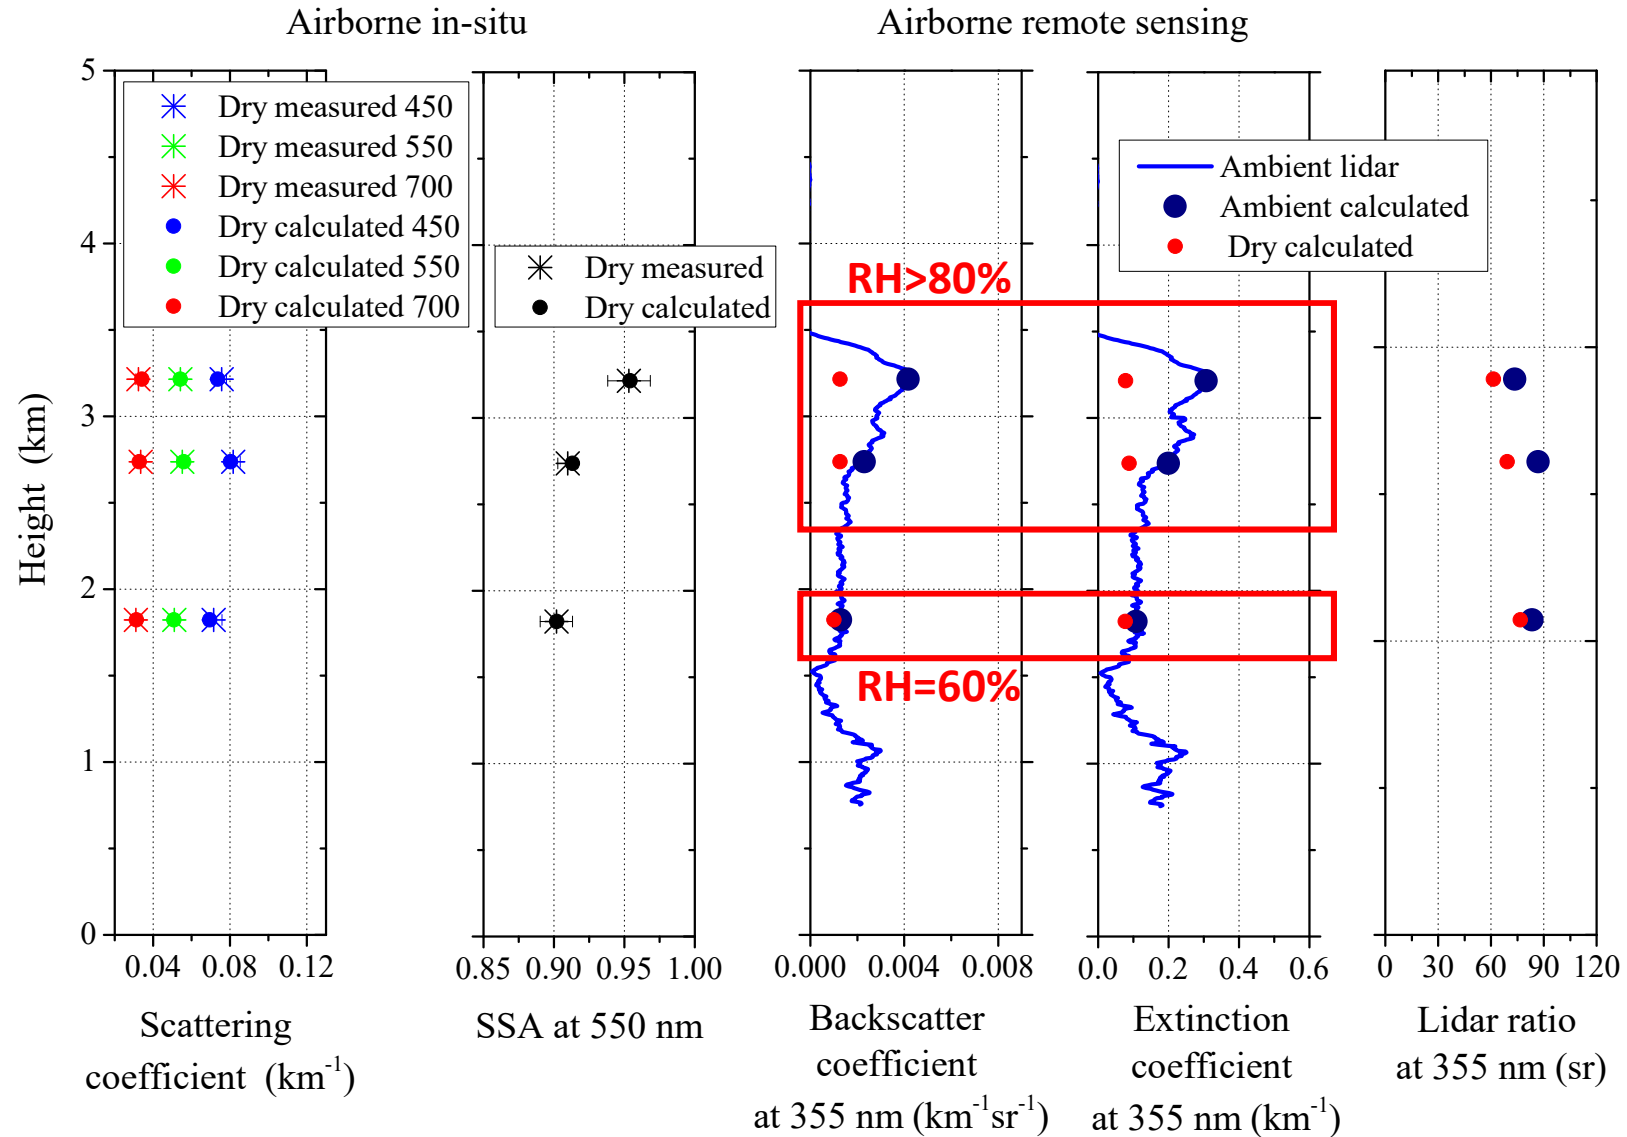 Airborne in-situ
Airborne remote sensing
5
4
3
2
1
0
Height (km)
Dry measured 450
Dry measured 550
Dry measured 700
Dry calculated 450
Dry calculated 550
Dry calculated 700
0.04 0.08 0.12
Scattering
coefficient (km⁻¹)
Dry measured
Dry calculated
0.85 0.90 0.95 1.00
SSA at 550 nm
RH>80%
RH=60%
0.000 0.004 0.008
Backscatter
coefficient
at 355 nm (km⁻¹sr⁻¹)
Ambient lidar
Ambient calculated
Dry calculated
0.0 0.2 0.4 0.6
Extinction
coefficient
at 355 nm (km⁻¹)
0 30 60 90 120
Lidar ratio
at 355 nm (sr)